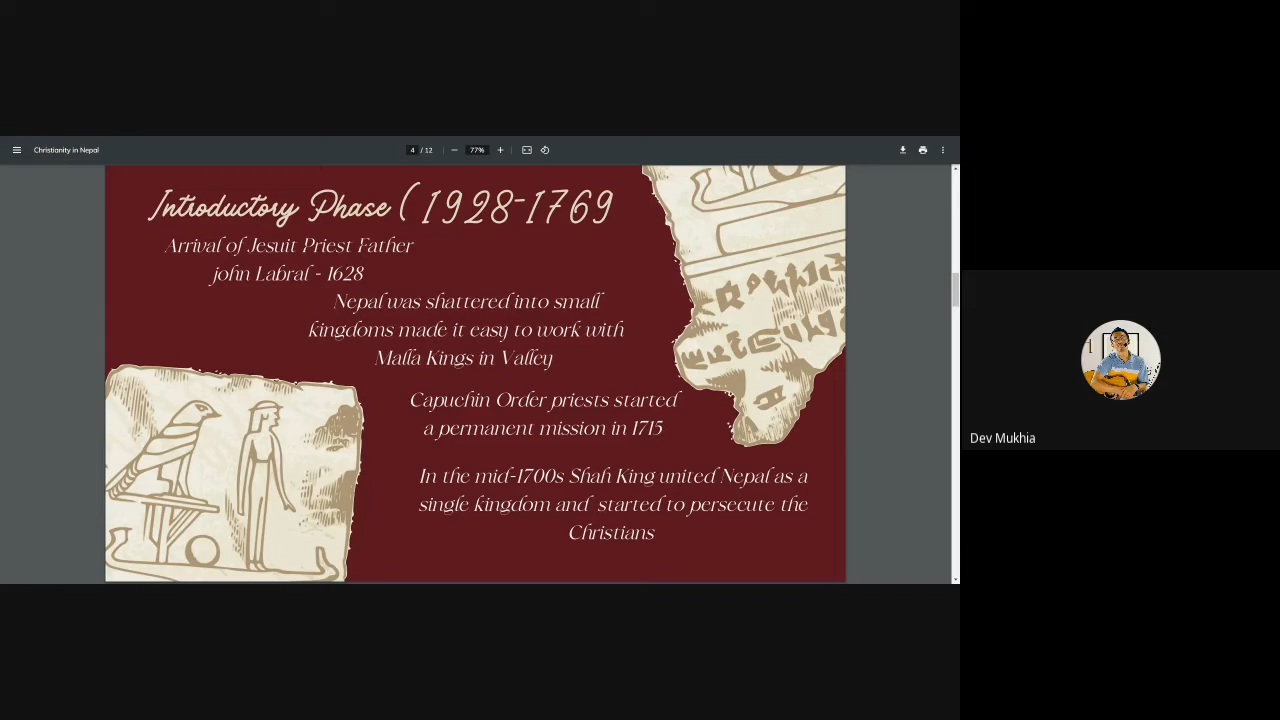 Christianity in Nepal
4 / 12
77%
Introductory Phase ( 1928-1769
Arrival of Jesuit Priest Father
john Labral - 1628
Nepal was shattered into small
kingdoms made it easy to work with
Malla Kings in Valley
Capuchin Order priests started
a permanent mission in 1715
In the mid-1700s Shah King united Nepal as a
single kingdom and started to persecute the
Christians
Dev Mukhia